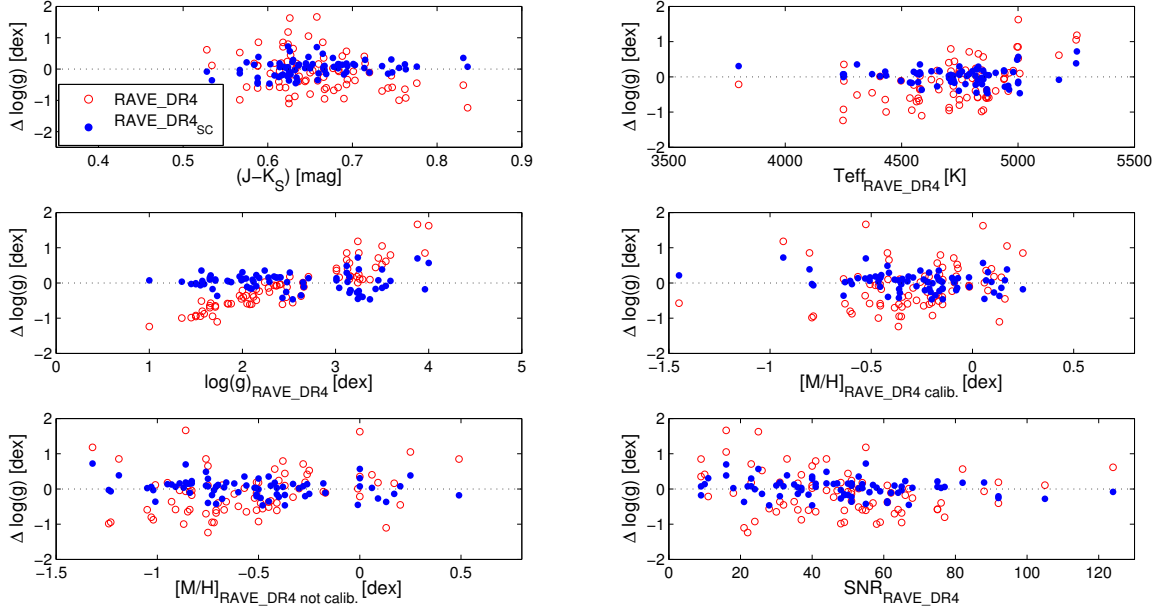 Δ log(g) [dex]
2
1
0
−1
−2
RAVE_DR4
RAVE_DR4SC
0.4 0.5 0.6 0.7 0.8 0.9
(J−KS) [mag]
Δ log(g) [dex]
2
1
0
−1
−2
3500 4000 4500 5000 5500
TeffRAVE_DR4 [K]
Δ log(g) [dex]
2
1
0
−1
−2
0 1 2 3 4 5
log(g)RAVE_DR4 [dex]
Δ log(g) [dex]
2
1
0
−1
−2
−1.5 −1 −0.5 0 0.5
[M/H]RAVE_DR4 calib. [dex]
Δ log(g) [dex]
2
1
0
−1
−2
−1.5 −1 −0.5 0 0.5
[M/H]RAVE_DR4 not calib. [dex]
Δ log(g) [dex]
2
1
0
−1
−2
0 20 40 60 80 100 120
SNRRAVE_DR4